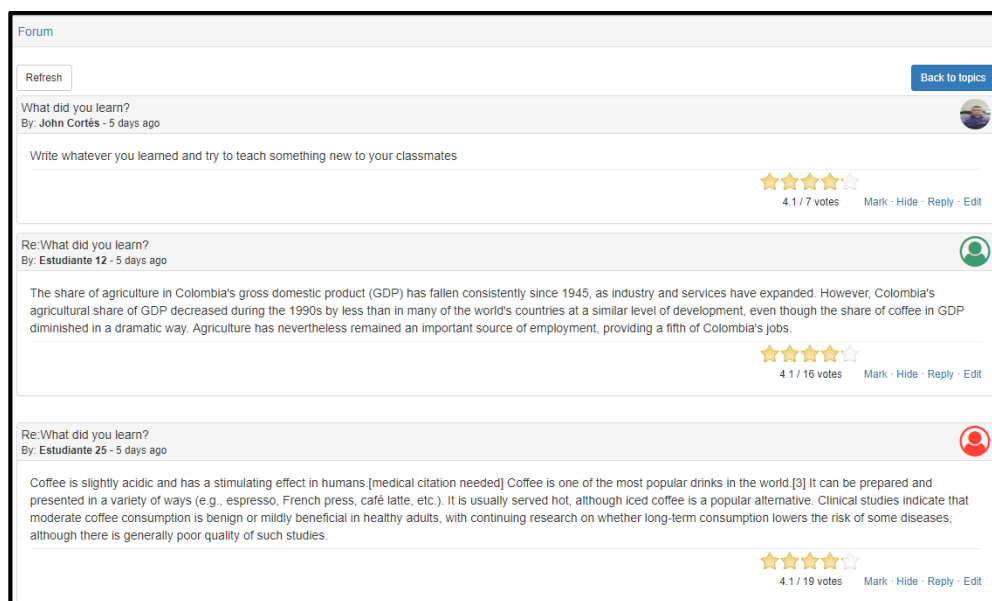 Forum
Refresh
Back to topics
What did you learn?
By: John Cortês - 5 days ago
Write whatever you learned and try to teach something new to your classmates
4.1 / 7 votes Mark · Hide · Reply · Edit
Re:What did you learn?
By: Estudiante 12 - 5 days ago
The share of agriculture in Colombia's gross domestic product (GDP) has fallen consistently since 1945, as industry and services have expanded. However, Colombia's
agricultural share of GDP decreased during the 1990s by less than in many of the world's countries at a similar level of development, even though the share of coffee in GDP
diminished in a dramatic way. Agriculture has nevertheless remained an important source of employment, providing a fifth of Colombia's jobs.
4.1 / 16 votes Mark · Hide · Reply · Edit
Re:What did you learn?
By: Estudiante 25 - 5 days ago
Coffee is slightly acidic and has a stimulating effect in humans.[medical citation needed] Coffee is one of the most popular drinks in the world.[3] It can be prepared and
presented in a variety of ways (e.g., espresso, French press, café latte, etc.). It is usually served hot, although iced coffee is a popular alternative. Clinical studies indicate that
moderate coffee consumption is benign or mildly beneficial in healthy adults, with continuing research on whether long-term consumption lowers the risk of some diseases,
although there is generally poor quality of such studies.
4.1 / 19 votes Mark · Hide · Reply · Edit